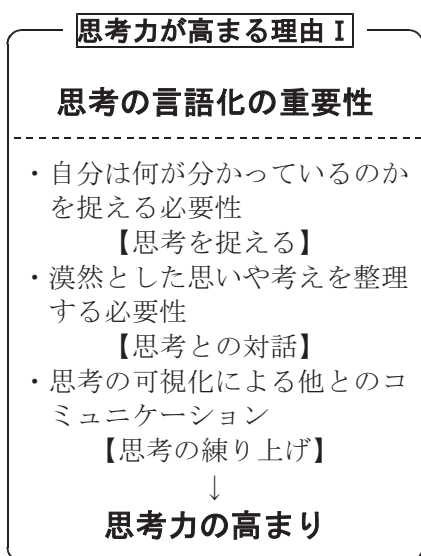 思考力が高まる理由Ⅰ
思考の言語化の重要性
・自分は何が分かっているのか
を捉える必要性
【思考を捉える】
・漠然とした思いや考えを整理
する必要性
【思考との対話】
・思考の可視化による他とのコ
ミュニケーション
【思考の練り上げ】
↓
思考力の高まり